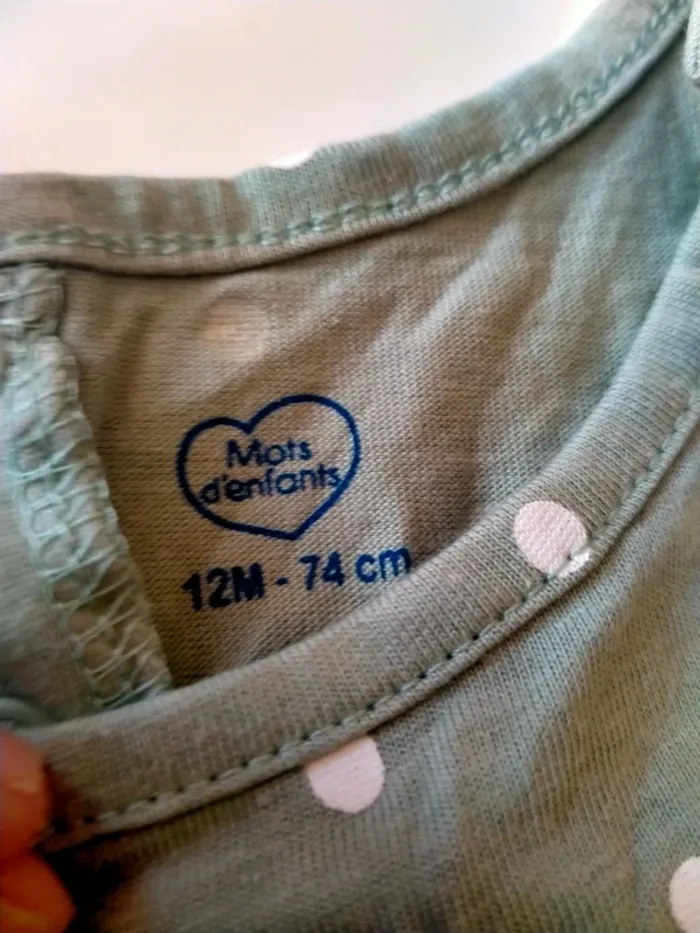 Mots
d'enfants
12M - 74 cm